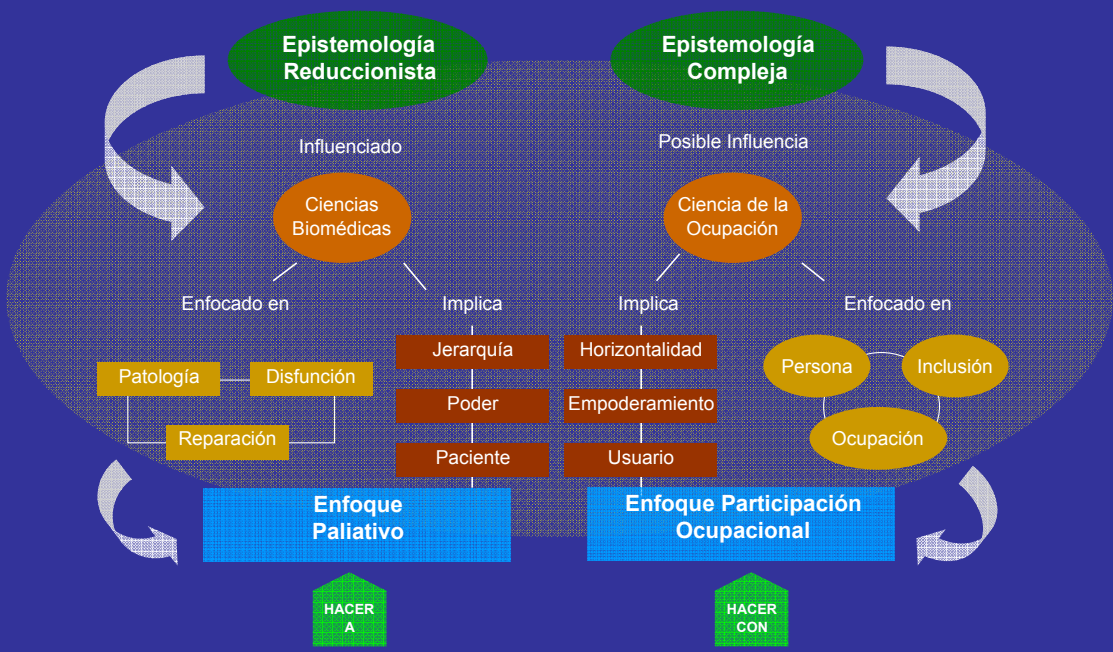 Epistemología
Reduccionista
Epistemología
Compleja
Influenciado
Posible Influencia
Ciencias
Biomédicas
Ciencia de la
Ocupación
Enfocado en
Implica
Implica
Enfocado en
Jerarquía
Horizontalidad
Persona
Inclusión
Patología
Disfunción
Poder
Empoderamiento
Reparación
Ocupación
Paciente
Usuario
Enfoque
Paliativo
Enfoque Participación
Ocupacional
HACER
A
HACER
CON